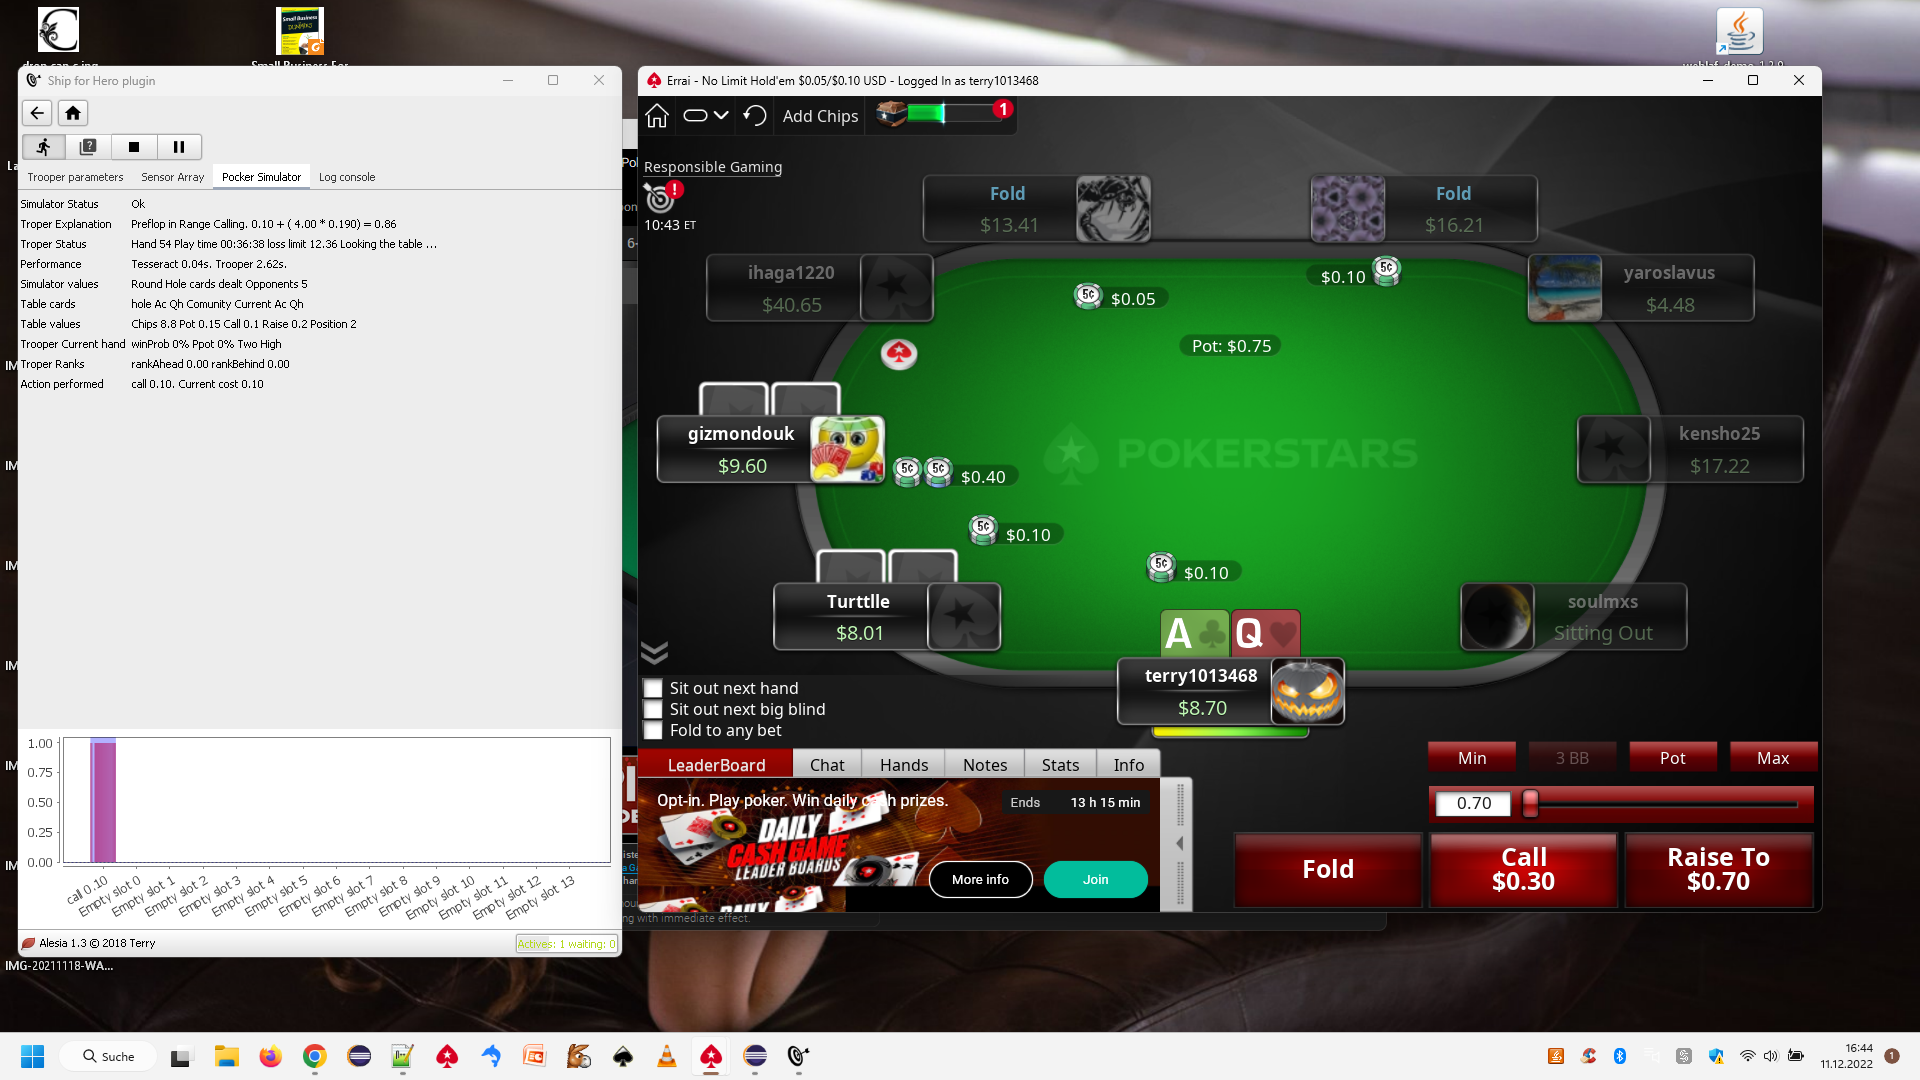 Ship for Hero plugin
Trooper parameters
Sensor Array
Pocker Simulator
Log console
Simulator Status Ok
Troper Explanation Preflop in Range Calling. 0.10 + ( 4.00 * 0.190) = 0.86
Troper Status Hand 54 Play time 00:36:38 loss limit 12.36 Looking the table ...
Performance Tesseract 0.04s. Trooper 2.62s.
Simulator values Round Hole cards dealt Opponents 5
Table cards hole Ac Qh Comunity Current Ac Qh
Table values Chips 8.8 Pot 0.15 Call 0.1 Raise 0.2 Position 2
Trooper Current hand winProb 0% Ppot 0% Two High
Troper Ranks rankAhead 0.00 rankBehind 0.00
Action performed call 0.10. Current cost 0.10
1.00
0.75
0.50
0.25
0.00
call 0.10
Empty slot 0
Empty slot 1
Empty slot 2
Empty slot 3
Empty slot 4
Empty slot 5
Empty slot 6
Empty slot 7
Empty slot 8
Empty slot 9
Empty slot 10
Empty slot 11
Empty slot 12
Empty slot 13
Alesia 1.3 © 2018 Terry
Actives: 1 waiting: 0
IMG-20211118-WA...
Errai - No Limit Hold'em $0.05/$0.10 USD - Logged In as terry1013468
Add Chips
1
Responsible Gaming
10:43 ET
Fold
$13.41
Fold
$16.21
ihaga1220
$40.65
yaroslavus
$4.48
$0.05
$0.10
Pot: $0.75
gizmondouk
$9.60
$0.40
POKERSTARS
kensho25
$17.22
$0.10
$0.10
Turttlle
$8.01
soulmxs
Sitting Out
A Q
terry1013468
$8.70
Sit out next hand
Sit out next big blind
Fold to any bet
LeaderBoard
Chat
Hands
Notes
Stats
Info
Opt-in. Play poker. Win daily cash prizes.
Ends 13 h 15 min
DAILY
CASH GAME
LEADER BOARDS
More info
Join
ng with immediate effect.
Min
3 BB
Pot
Max
0.70
Fold
Call
$0.30
Raise To
$0.70
Suche
16:44
11.12.2022
1